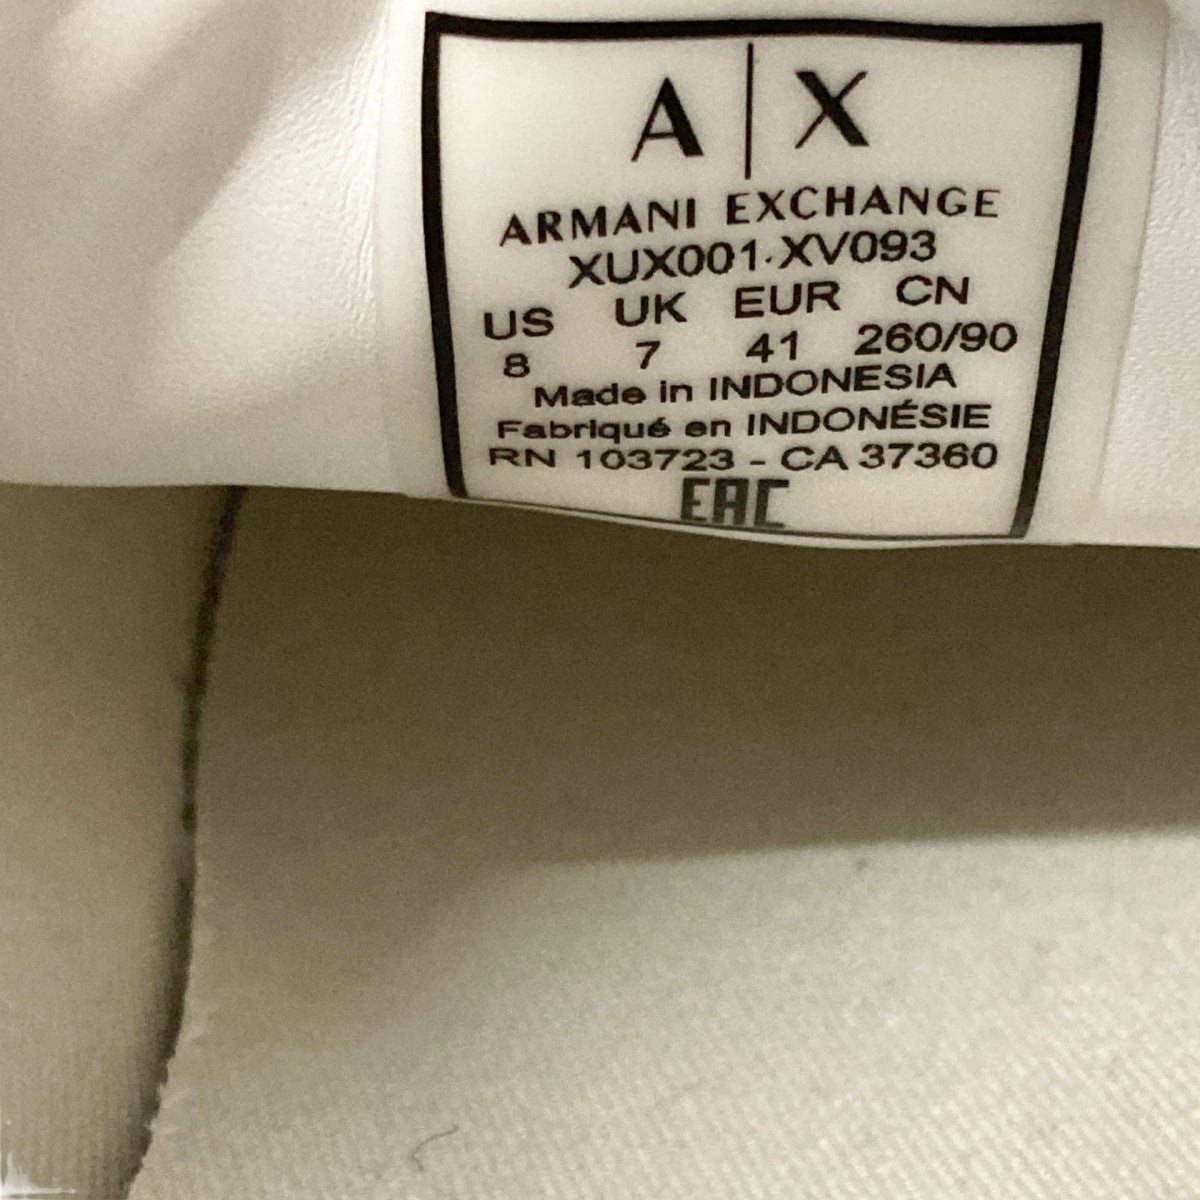 A|X
ARMANI EXCHANGE
XUX001.XV093
US UK EUR CN
8 7 41 260/90
Made in INDONESIA
Fabriqué en INDONÉSIE
RN 103723 - CA 37360
EAC